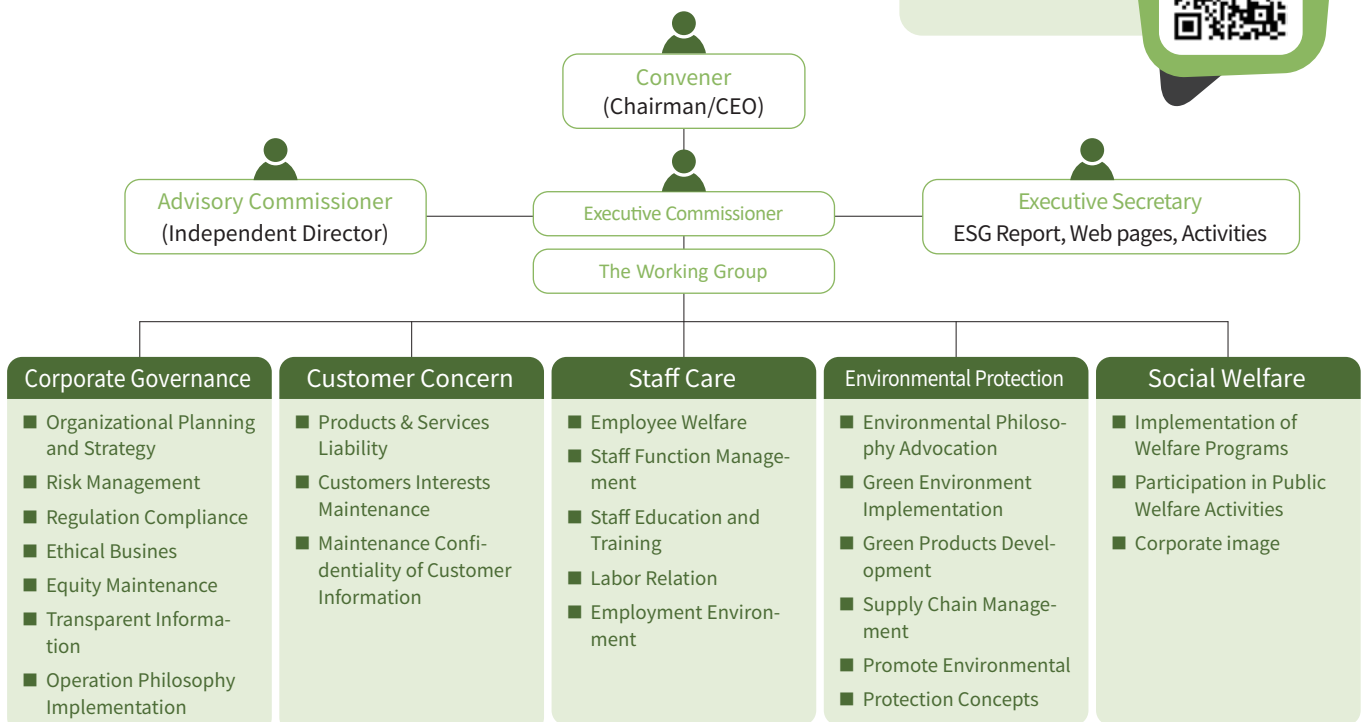 Convener
(Chairman/CEO)
Advisory Commissioner
(Independent Director)
Executive Commissioner
Executive Secretary
ESG Report, Web pages, Activities
The Working Group
Corporate Governance
■ Organizational Planning
and Strategy
■ Risk Management
■ Regulation Compliance
■ Ethical Busines
■ Equity Maintenance
■ Transparent Informa-
tion
■ Operation Philosophy
Implementation
Customer Concern
■ Products & Services
Liability
■ Customers Interests
Maintenance
■ Maintenance Confi-
dentiality of Customer
Information
Staff Care
■ Employee Welfare
■ Staff Function Manage-
ment
■ Staff Education and
Training
■ Labor Relation
■ Employment Environ-
ment
Environmental Protection
■ Environmental Philoso-
phy Advocation
■ Green Environment
Implementation
■ Green Products Devel-
opment
■ Supply Chain Manage-
ment
■ Promote Environmental
■ Protection Concepts
Social Welfare
■ Implementation of
Welfare Programs
■ Participation in Public
Welfare Activities
■ Corporate image